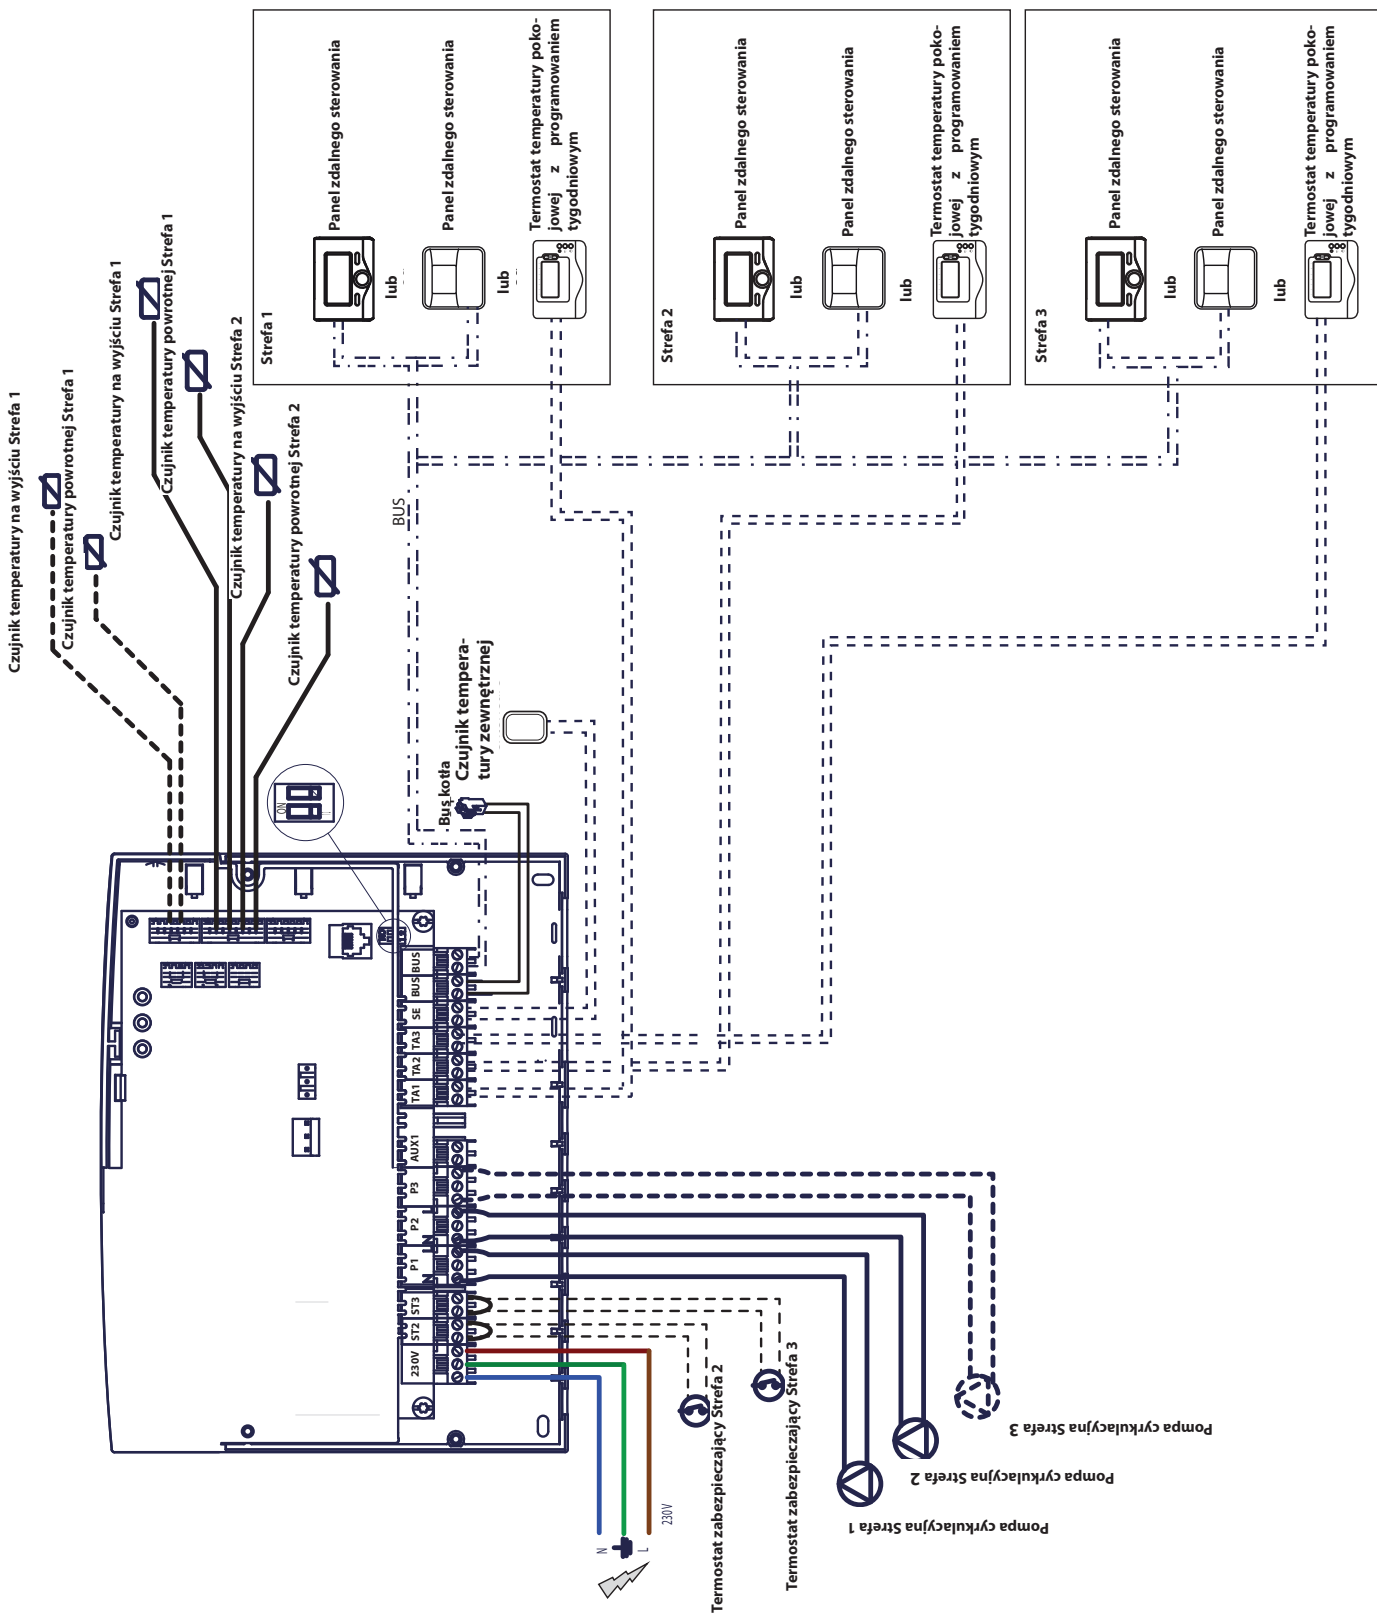 Czujnik temperatury na wyjściu Strefa 1
Czujnik temperatury powrotnej Strefa 1
Czujnik temperatury na wyjściu Strefa 1
Czujnik temperatury powrotnej Strefa 1
Czujnik temperatury na wyjściu Strefa 2
Czujnik temperatury powrotnej Strefa 2
Strefa 1
Panel zdalnego sterowania
lub
Panel zdalnego sterowania
lub
Termostat temperatury poko-
jowej z programowaniem
tygodniowym
Strefa 2
Panel zdalnego sterowania
lub
Panel zdalnego sterowania
lub
Termostat temperatury poko-
jowej z programowaniem
tygodniowym
Strefa 3
Panel zdalnego sterowania
lub
Panel zdalnego sterowania
lub
Termostat temperatury poko-
jowej z programowaniem
tygodniowym
BUS
Bus kotła
Czujnik tempera-
tury zewnętrznej
ON
230V
ST2
ST3
P1
P2
P3
AUX1
TA1
TA2
TA3
SE
BUS
BUS
N
L
N
L
N
L
230V
Termostat zabezpieczający Strefa 2
Termostat zabezpieczający Strefa 3
Pompa cyrkulacyjna Strefa 1
Pompa cyrkulacyjna Strefa 2
Pompa cyrkulacyjna Strefa 3